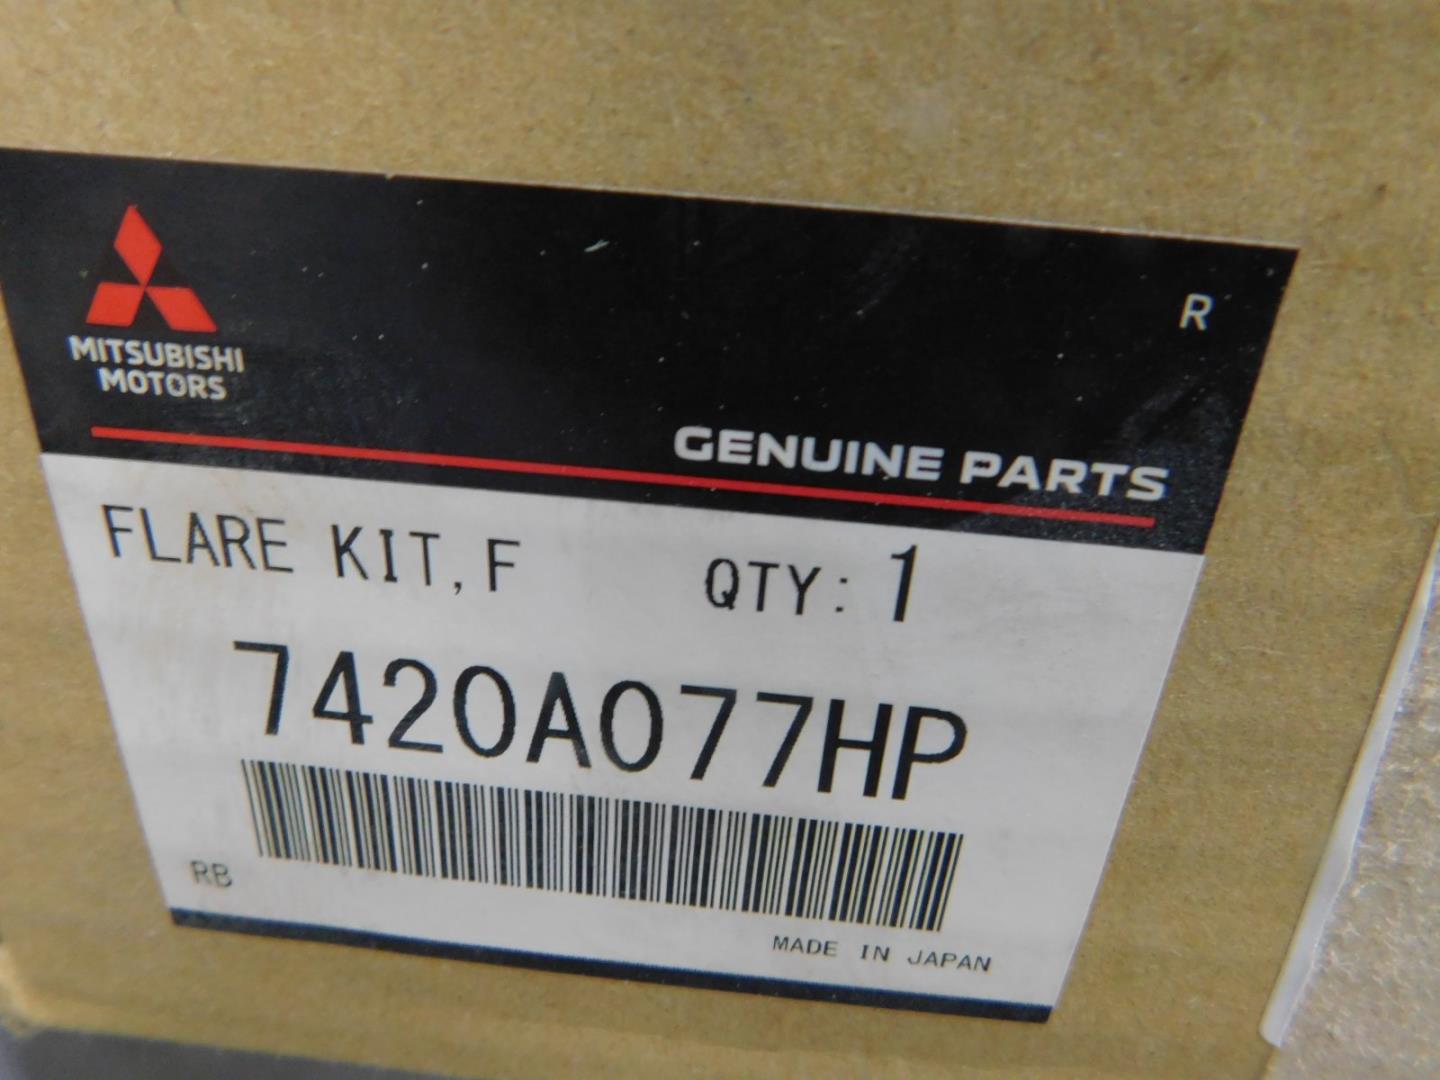 MITSUBISHI
MOTORS
R
GENUINE PARTS
FLARE KIT, F QTY: 1
7420A077HP
RB
MADE IN JAPAN